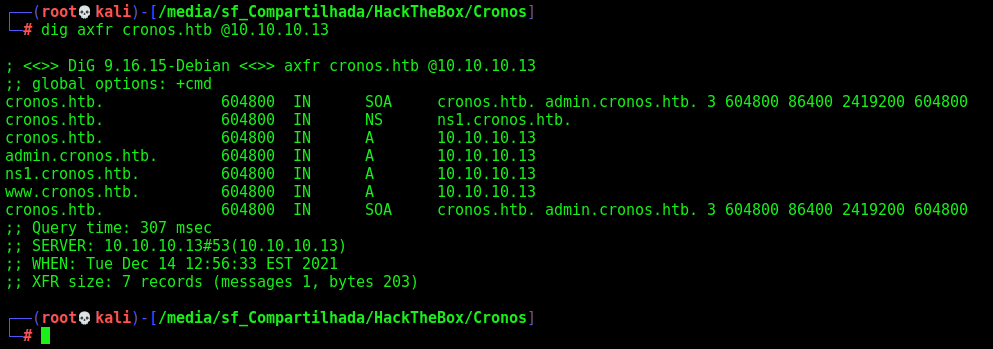 ┌──(root💀kali)-[/media/sf_Compartilhada/HackTheBox/Cronos]
└─# dig axfr cronos.htb @10.10.10.13

; <<>> DiG 9.16.15-Debian <<>> axfr cronos.htb @10.10.10.13
;; global options: +cmd
cronos.htb.             604800  IN      SOA     cronos.htb. admin.cronos.htb. 3 604800 86400 2419200 604800
cronos.htb.             604800  IN      NS      ns1.cronos.htb.
cronos.htb.             604800  IN      A       10.10.10.13
admin.cronos.htb.       604800  IN      A       10.10.10.13
ns1.cronos.htb.         604800  IN      A       10.10.10.13
www.cronos.htb.         604800  IN      A       10.10.10.13
cronos.htb.             604800  IN      SOA     cronos.htb. admin.cronos.htb. 3 604800 86400 2419200 604800
;; Query time: 307 msec
;; SERVER: 10.10.10.13#53(10.10.10.13)
;; WHEN: Tue Dec 14 12:56:33 EST 2021
;; XFR size: 7 records (messages 1, bytes 203)

┌──(root💀kali)-[/media/sf_Compartilhada/HackTheBox/Cronos]
└─#